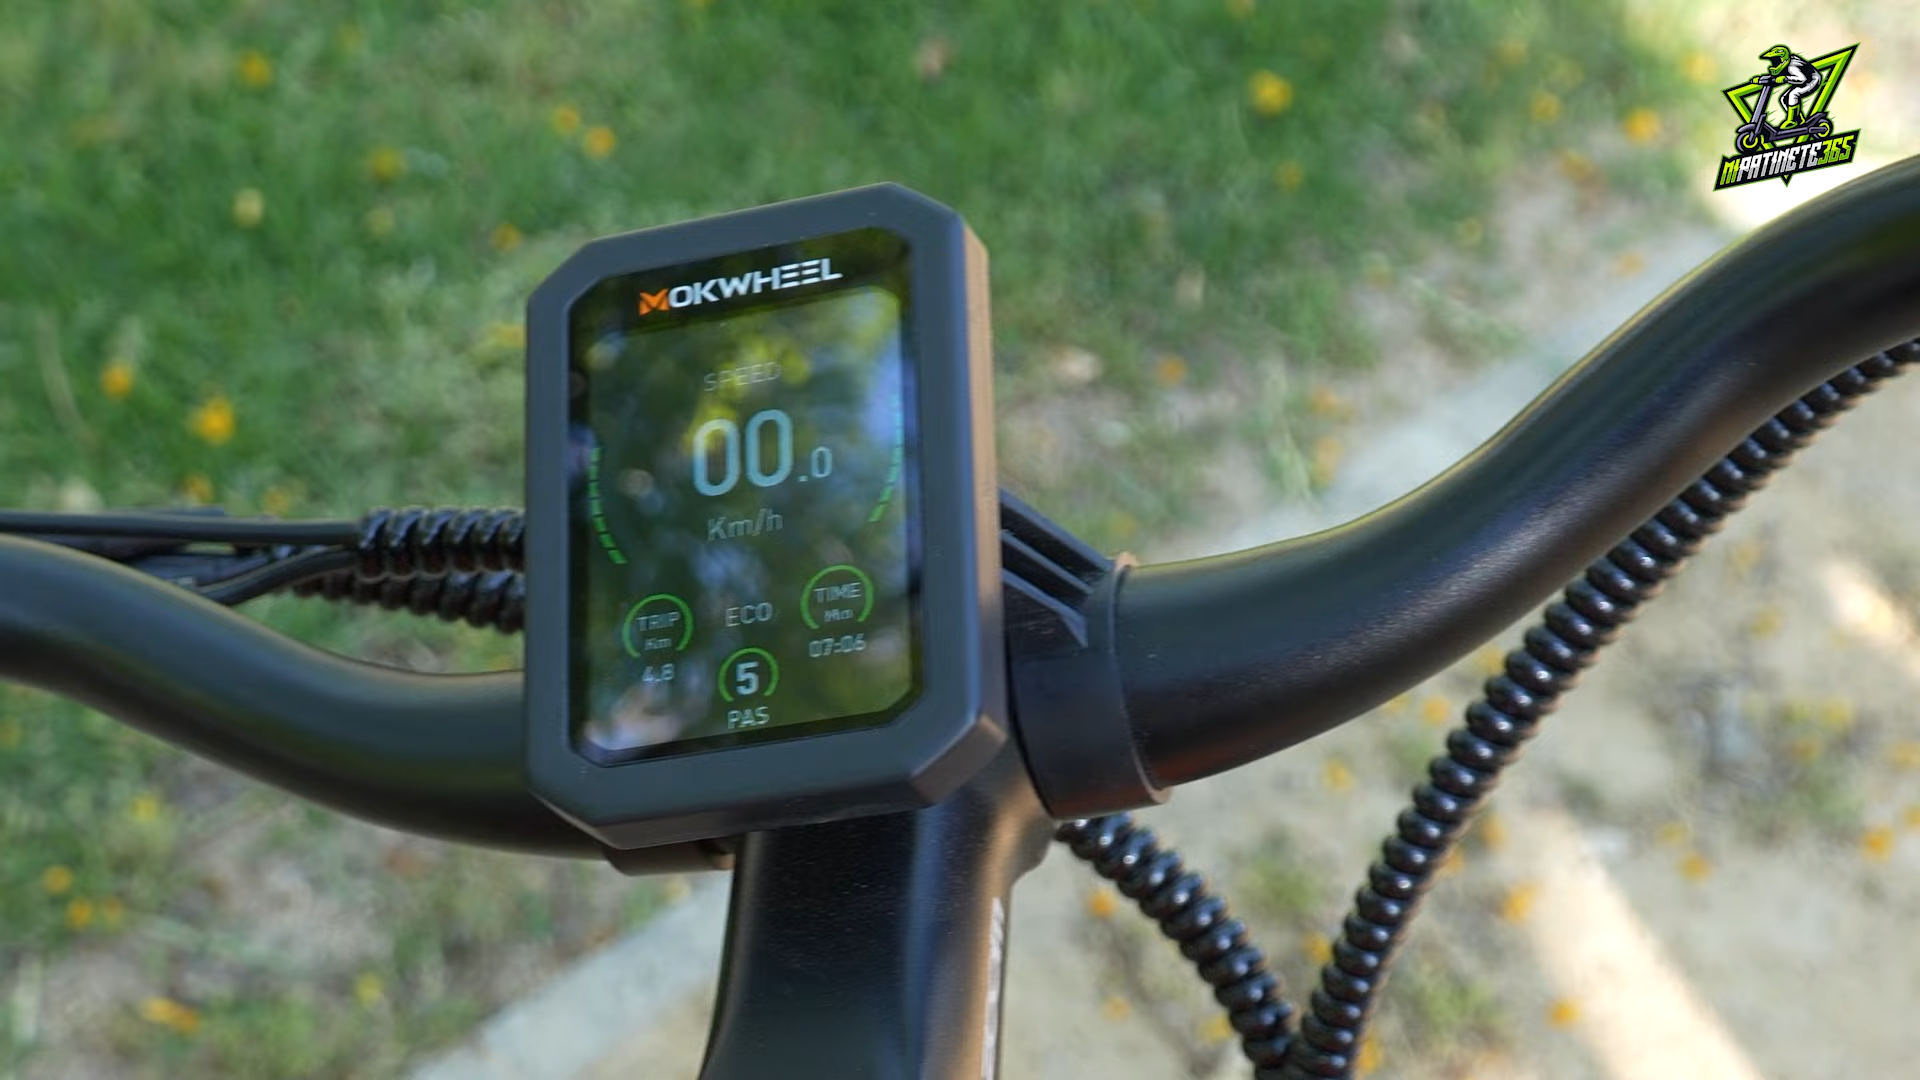 MIPATINETE365
MOKWHEEL
SPEED
00.0
Km/h
TRIP
Km
4.8
ECO
TIME
Min
07:06
5
PAS